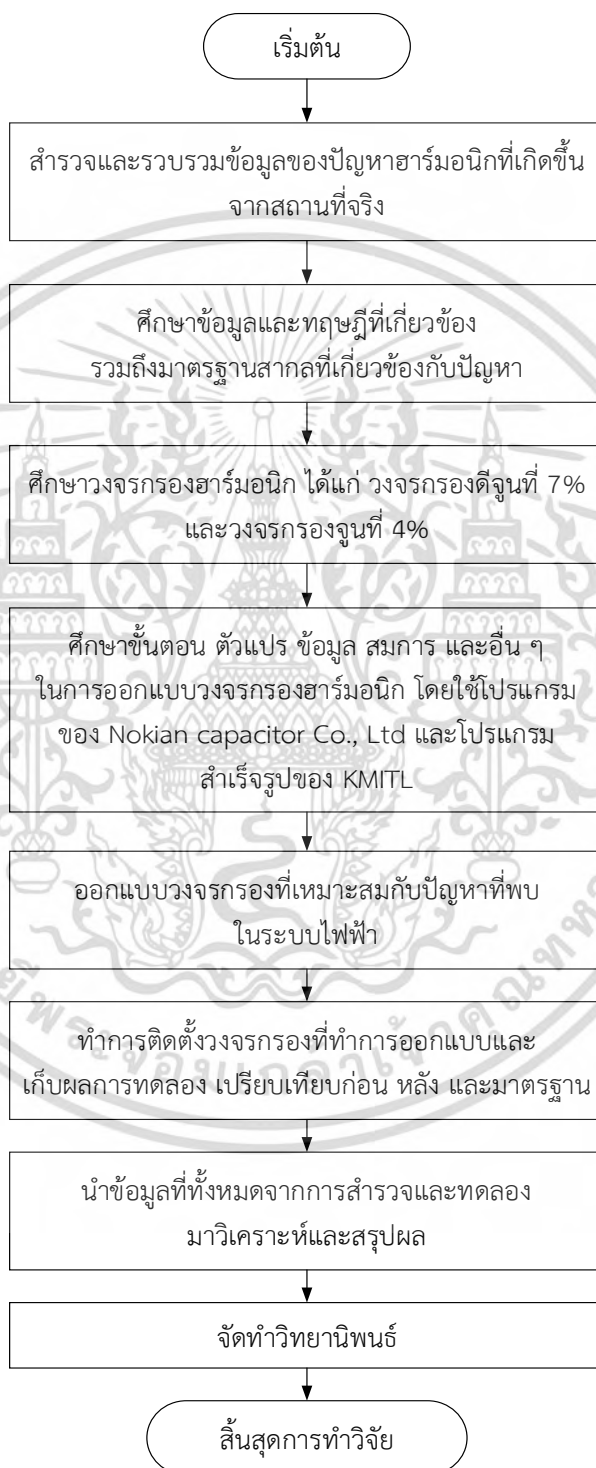 เริ่มต้น
สำรวจและรวบรวมข้อมูลของปัญหาฮาร์มอนิกที่เกิดขึ้น
จากสถานที่จริง
ศึกษาข้อมูลและทฤษฎีที่เกี่ยวข้อง
รวมถึงมาตรฐานสากลที่เกี่ยวข้องกับปัญหา
ศึกษาวงจรกรองฮาร์มอนิก ได้แก่ วงจรกรองดีจูนที่ 7%
และวงจรกรองจูนที่ 4%
ศึกษาขั้นตอน ตัวแปร ข้อมูล สมการ และอื่น ๆ
ในการออกแบบวงจรกรองฮาร์มอนิก โดยใช้โปรแกรม
ของ Nokian capacitor Co., Ltd และโปรแกรม
สำเร็จรูปของ KMITL
ออกแบบวงจรกรองที่เหมาะสมกับปัญหาที่พบ
ในระบบไฟฟ้า
ทำการติดตั้งวงจรกรองที่ทำการออกแบบและ
เก็บผลการทดลอง เปรียบเทียบก่อน หลัง และมาตรฐาน
นำข้อมูลที่ทั้งหมดจากการสำรวจและทดลอง
มาวิเคราะห์และสรุปผล
จัดทำวิทยานิพนธ์
สิ้นสุดการทำวิจัย